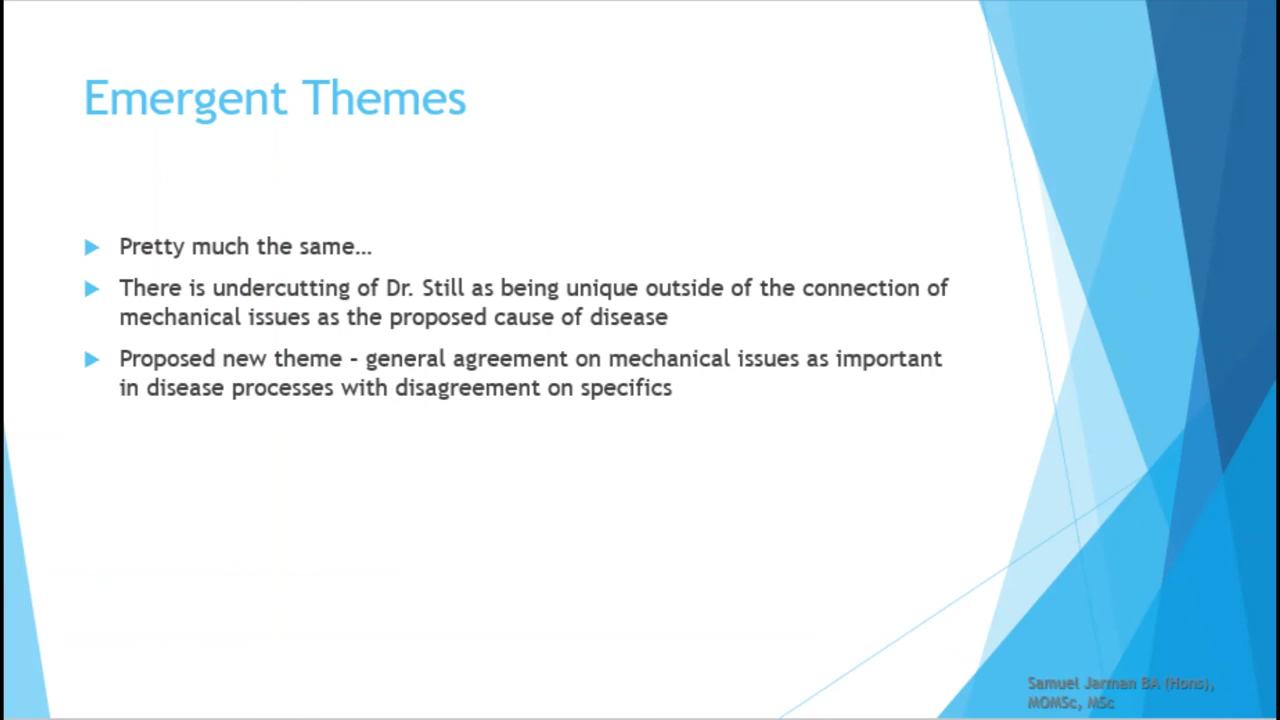 Emergent Themes
Pretty much the same...
There is undercutting of Dr. Still as being unique outside of the connection of
mechanical issues as the proposed cause of disease
Proposed new theme – general agreement on mechanical issues as important
in disease processes with disagreement on specifics
Samuel Jarman BA (Hons),
MOMSc, MSc